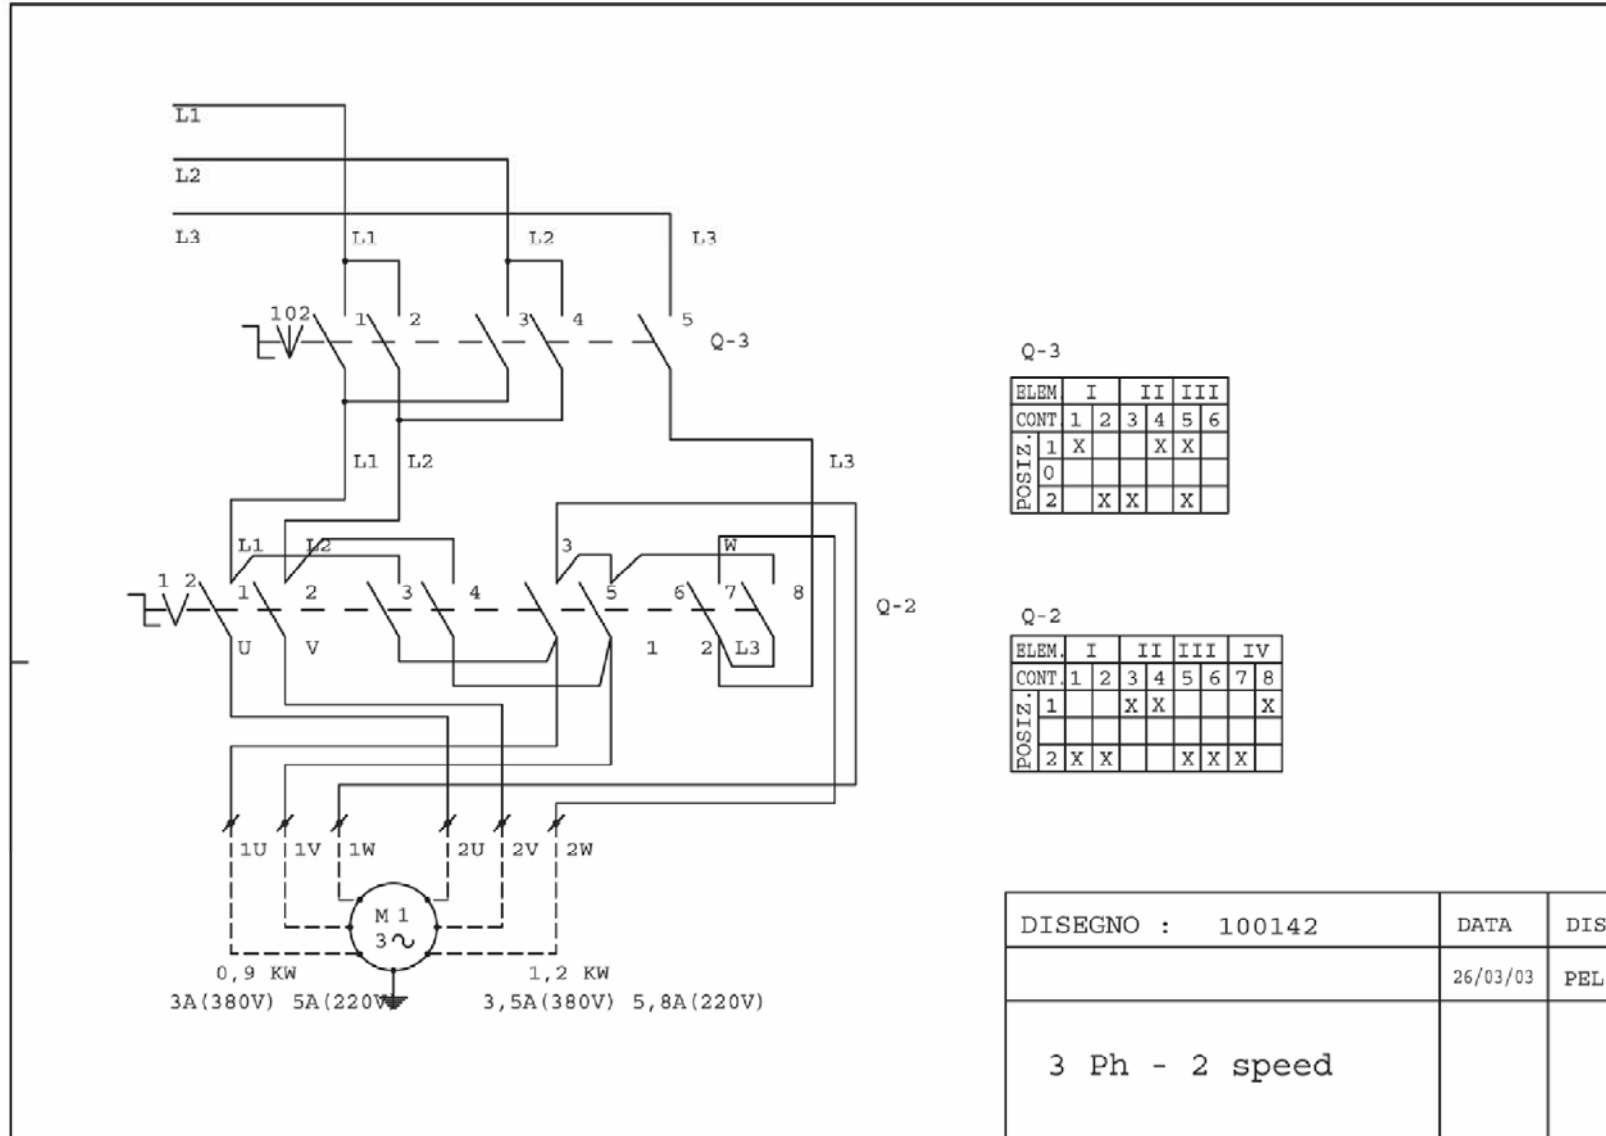 L1
L2
L3 L1 L2 L3
102 1 2 3 4 5 Q-3
L1 L2 L3
L1 L2 3 W
1 2 1 2 3 4 5 6 7 8 Q-2
U V 1 2 L3
1U 1V 1W 2U 2V 2W
M 1
3
0,9 KW 1,2 KW
3A(380V) 5A(220V 3,5A(380V) 5,8A(220V)
Q-3
ELEM. I II III
CONT. 1 2 3 4 5 6
POSIZ.
1 X X X
0
2 X X X
Q-2
ELEM. I II III IV
CONT. 1 2 3 4 5 6 7 8
POSIZ.
1 X X X
2 X X X X X
DISEGNO : 100142 DATA DIS
26/03/03 PEL
3 Ph - 2 speed